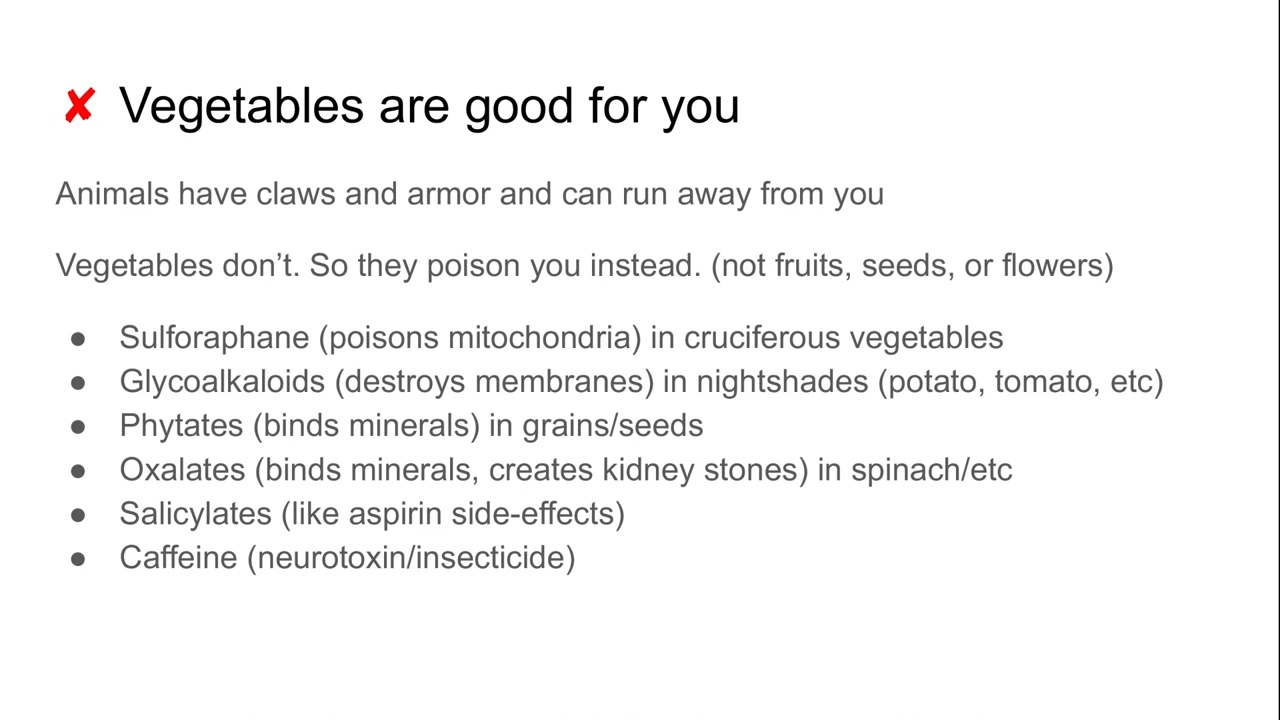 ✘ Vegetables are good for you
Animals have claws and armor and can run away from you
Vegetables don’t. So they poison you instead. (not fruits, seeds, or flowers)
● Sulforaphane (poisons mitochondria) in cruciferous vegetables
● Glycoalkaloids (destroys membranes) in nightshades (potato, tomato, etc)
● Phytates (binds minerals) in grains/seeds
● Oxalates (binds minerals, creates kidney stones) in spinach/etc
● Salicylates (like aspirin side-effects)
● Caffeine (neurotoxin/insecticide)